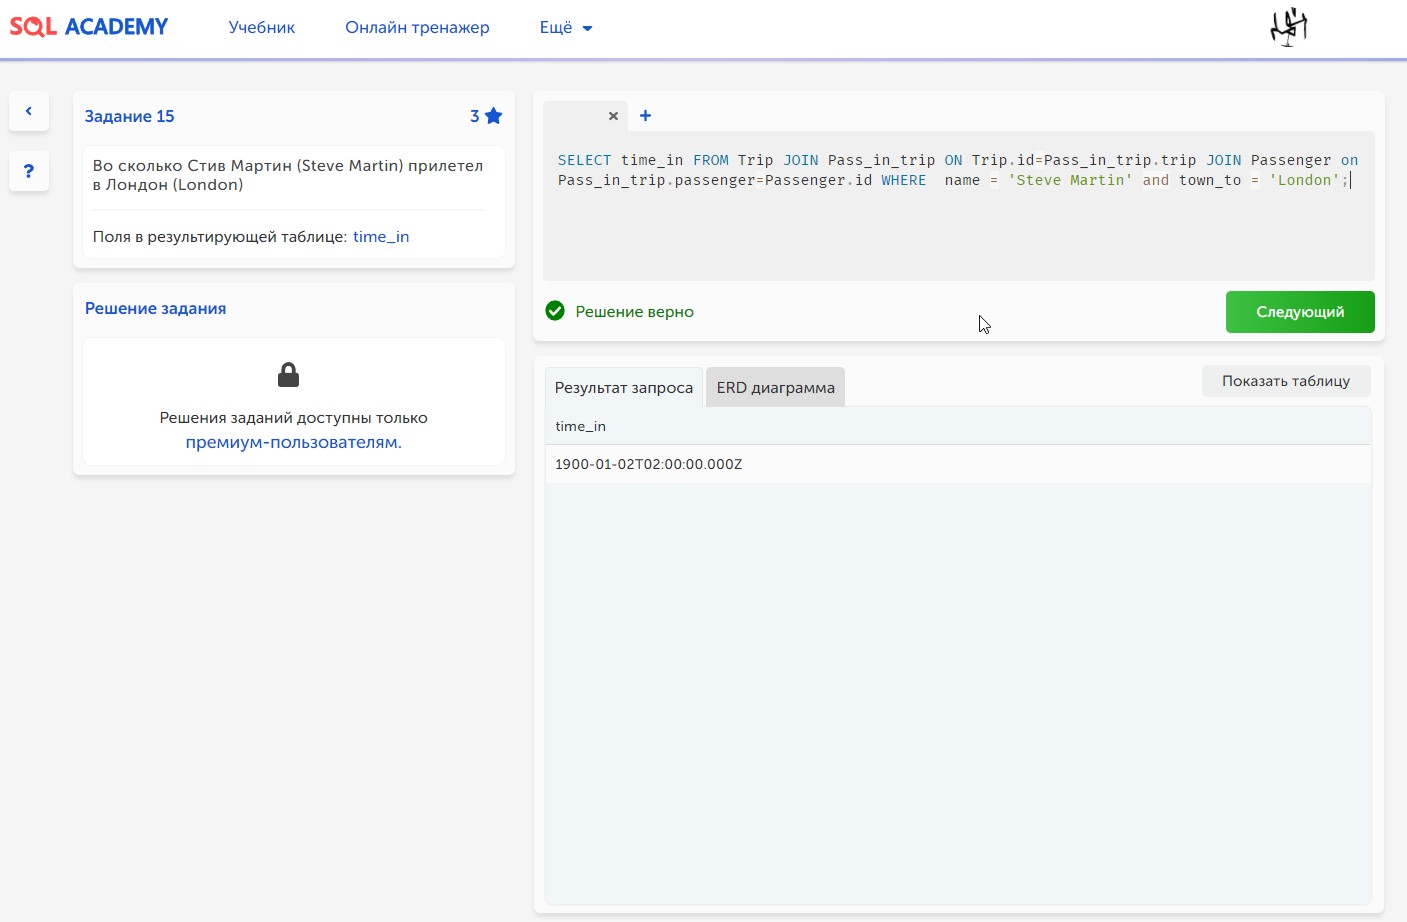 SQL ACADEMY
Учебник
Онлайн тренажер
Ещё
Задание 15
3
Во сколько Стив Мартин (Steve Martin) прилетел
в Лондон (London)
Поля в результирующей таблице: time_in
Решение задания
Решения заданий доступны только
премиум-пользователям.
SELECT time_in FROM Trip JOIN Pass_in_trip ON Trip.id=Pass_in_trip.trip JOIN Passenger on
Pass_in_trip.passenger=Passenger.id WHERE  name = 'Steve Martin' and town_to = 'London';
Решение верно
Следующий
Результат запроса
ERD диаграмма
Показать таблицу
time_in
1900-01-02T02:00:00.000Z